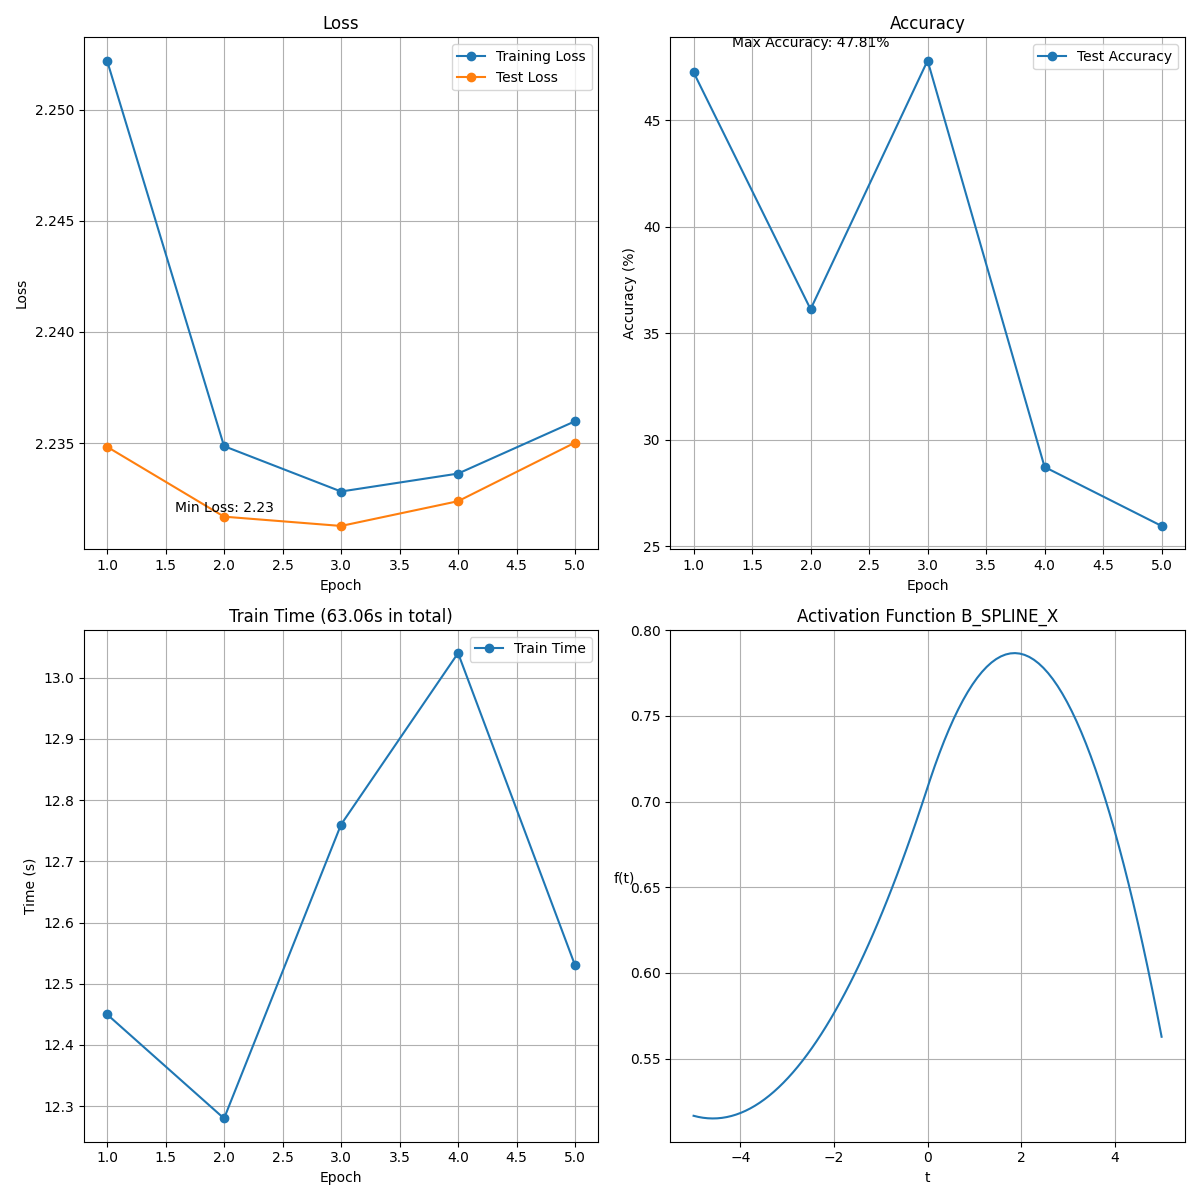 Loss
Training Loss
Test Loss
2.250
2.245
2.240
2.235
Loss
Min Loss: 2.23
1.0 1.5 2.0 2.5 3.0 3.5 4.0 4.5 5.0
Epoch
Accuracy
Max Accuracy: 47.81%
Test Accuracy
45
40
35
30
25
Accuracy (%)
1.0 1.5 2.0 2.5 3.0 3.5 4.0 4.5 5.0
Epoch
Train Time (63.06s in total)
Train Time
13.0
12.9
12.8
12.7
12.6
12.5
12.4
12.3
Time (s)
1.0 1.5 2.0 2.5 3.0 3.5 4.0 4.5 5.0
Epoch
Activation Function B_SPLINE_X
0.80
0.75
0.70
0.65
0.60
0.55
f(t)
−4 −2 0 2 4
t